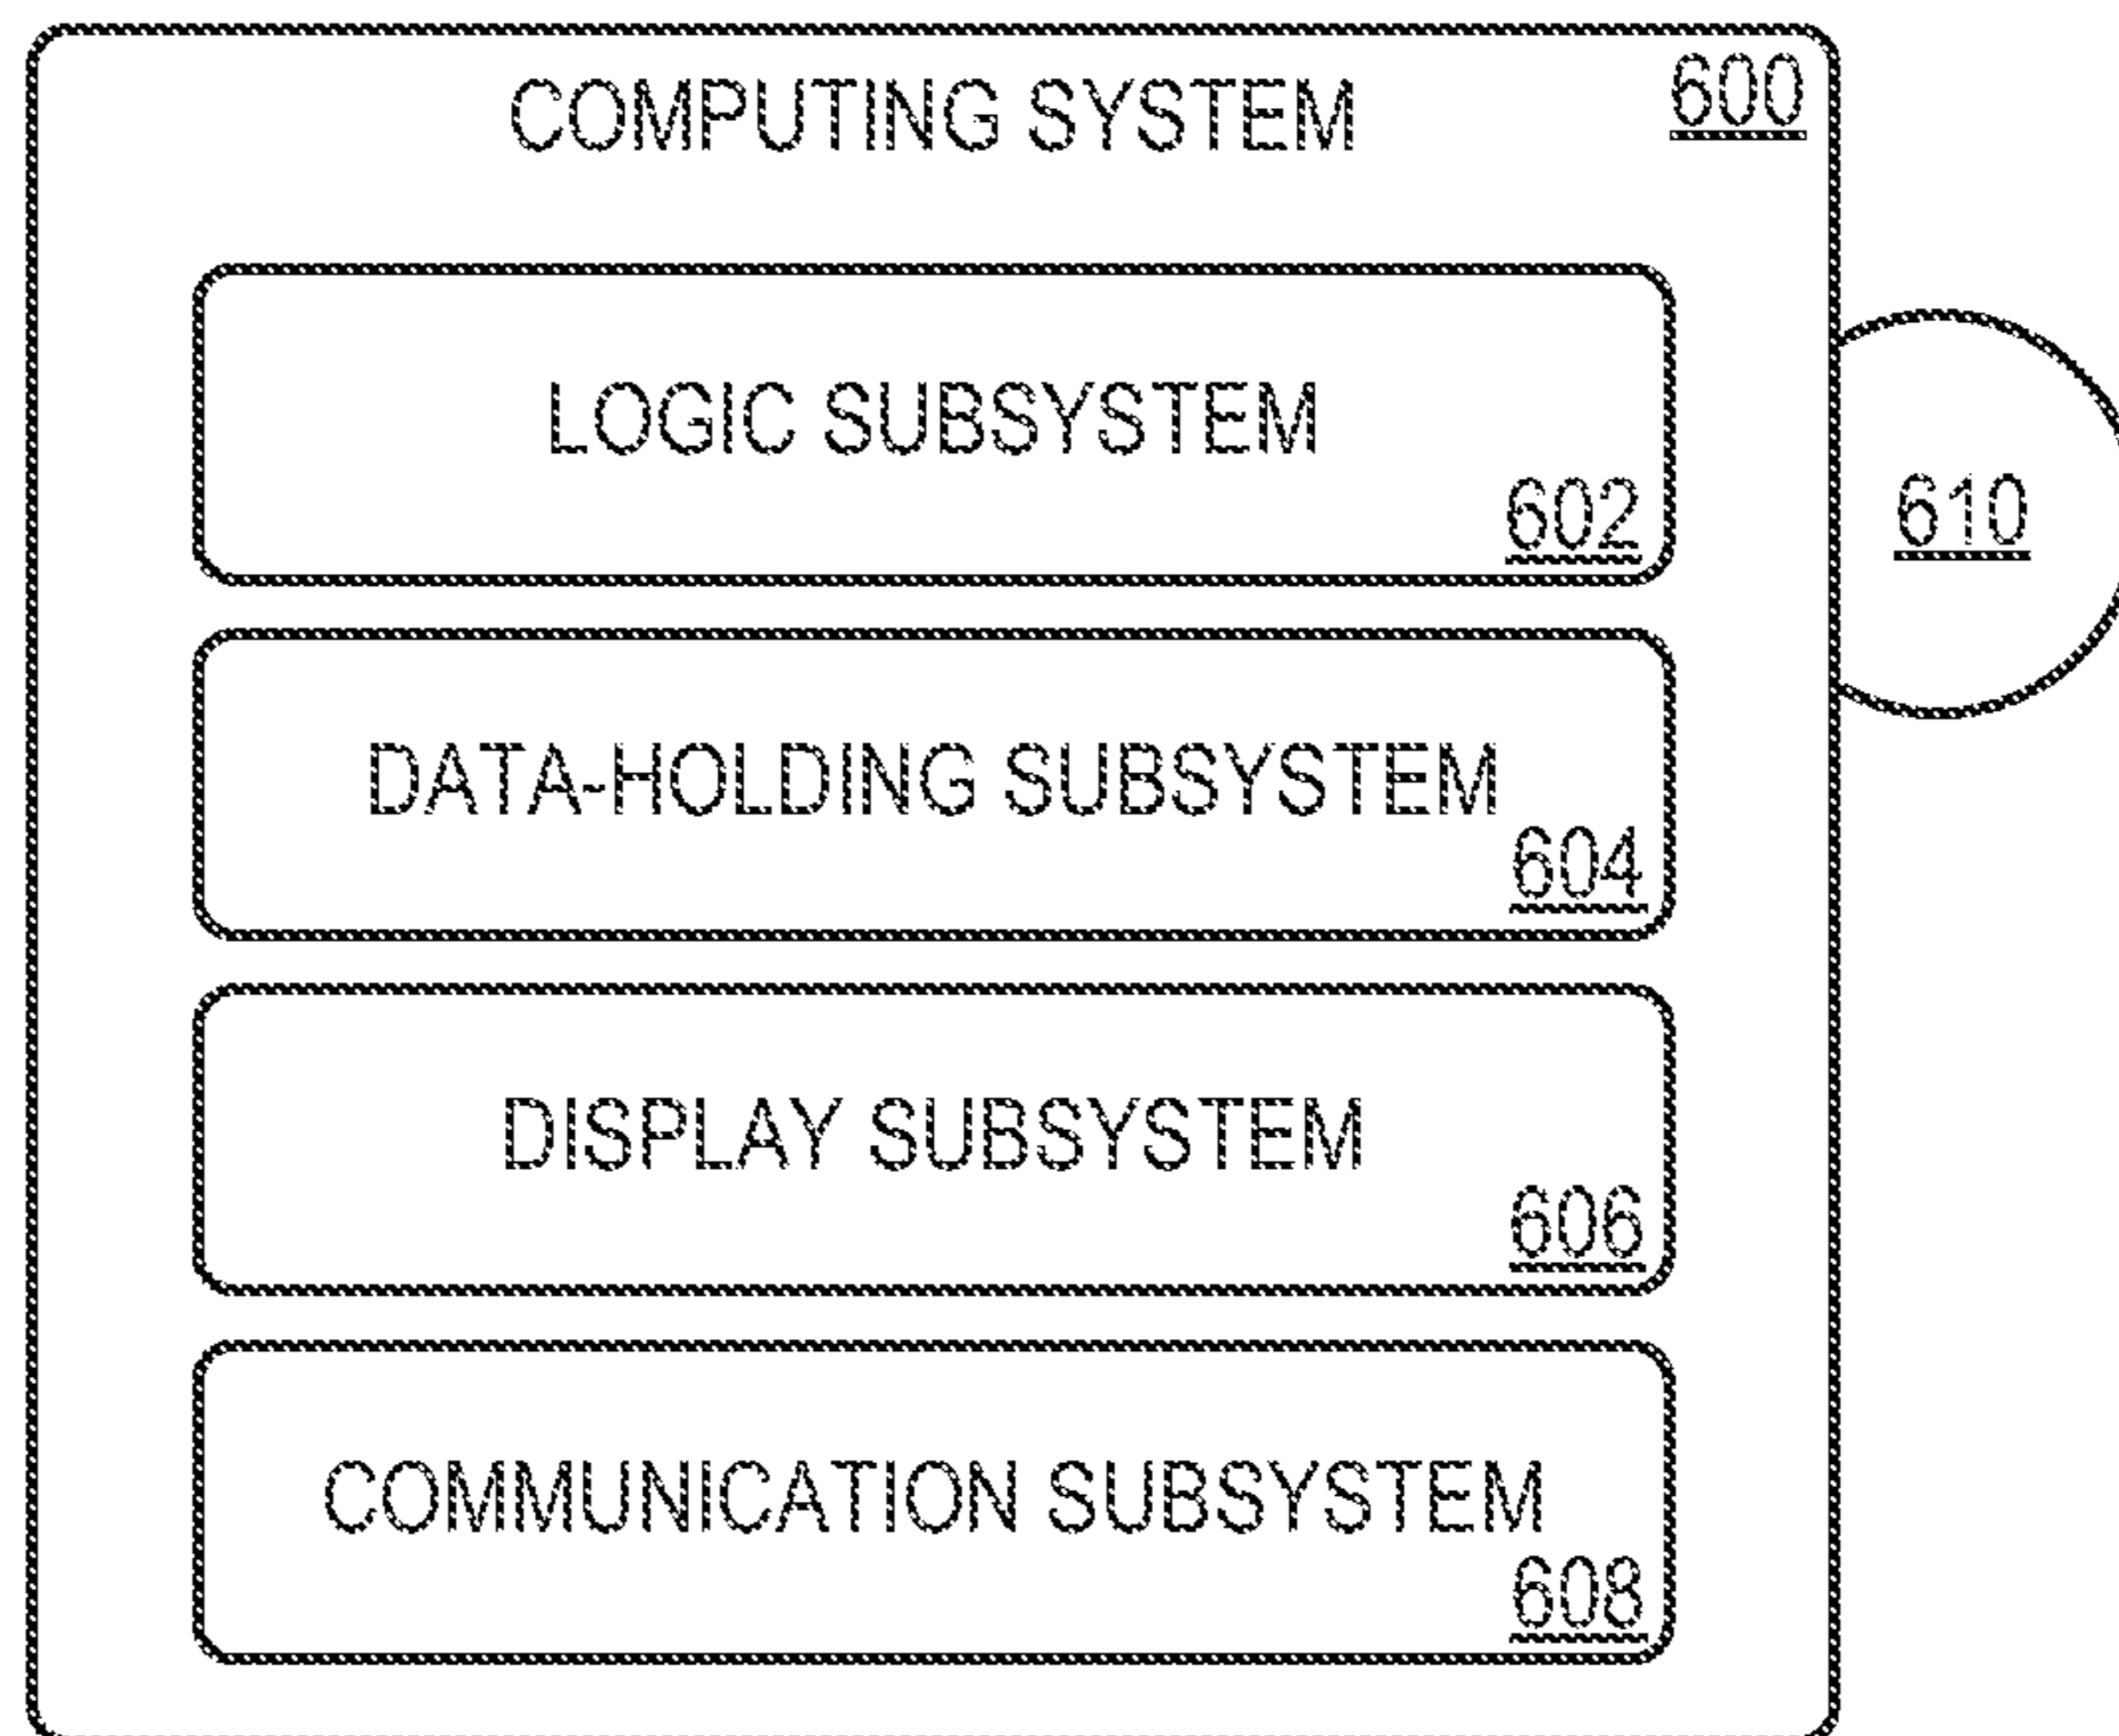 COMPUTING SYSTEM
600
LOGIC SUBSYSTEM
602
610
DATA-HOLDING SUBSYSTEM
604
DISPLAY SUBSYSTEM
606
COMMUNICATION SUBSYSTEM
608